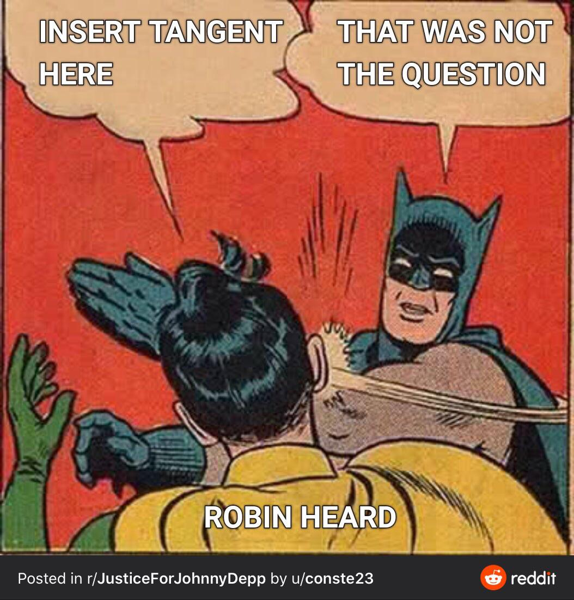 INSERT TANGENT
HERE
THAT WAS NOT
THE QUESTION
ROBIN HEARD
Posted in r/JusticeForJohnnyDepp by u/conste23
reddit